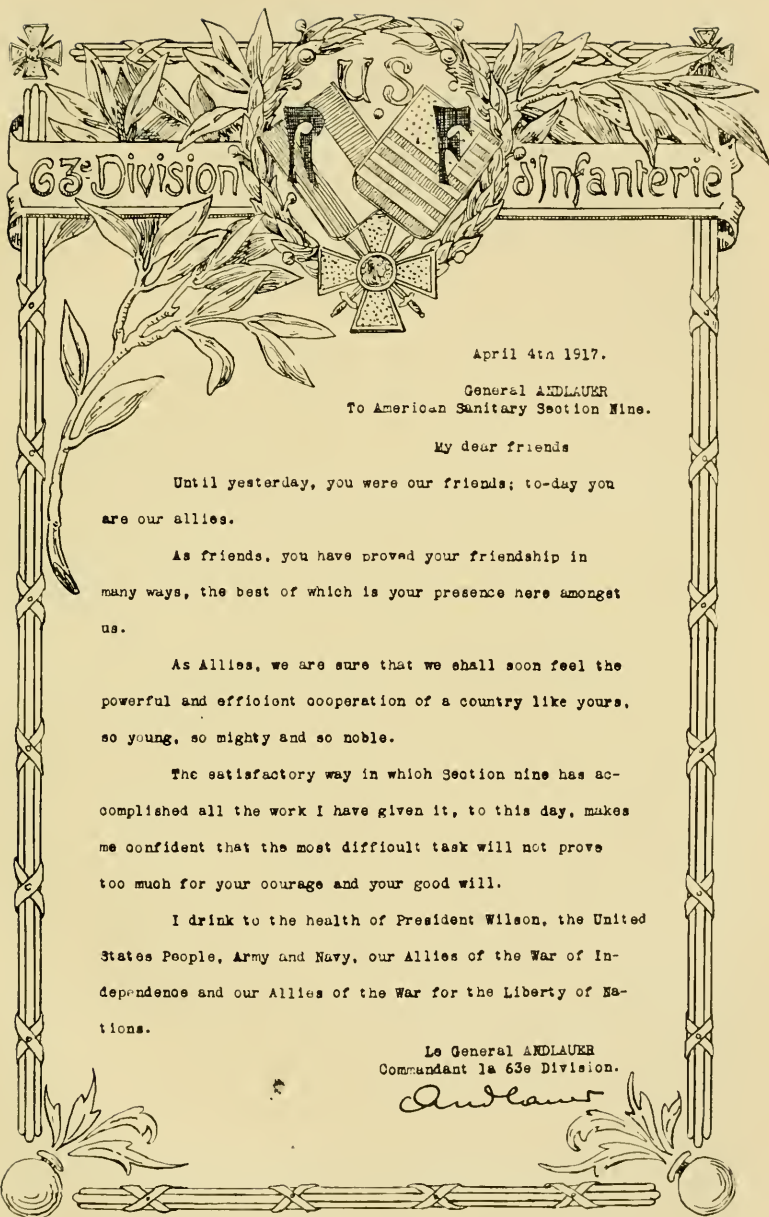 U S
R F
63e Division d'Infanterie
April 4th 1917.
General ANDLAUER
To American Sanitary Section Nine.
My dear friends
Until yesterday, you were our friends; to-day you
are our allies.
As friends, you have proved your friendship in
many ways, the best of which is your presence here amongst
us.
As Allies, we are sure that we shall soon feel the
powerful and efficient cooperation of a country like yours,
so young, so mighty and so noble.
The satisfactory way in which Section nine has ac-
complished all the work I have given it, to this day, makes
me confident that the most difficult task will not prove
too much for your courage and your good will.
I drink to the health of President Wilson, the United
States People, Army and Navy, our Allies of the War of In-
dependence and our Allies of the War for the Liberty of Na-
tions.
Le General ANDLAUER
Commandant la 63e Division.
Andlauer